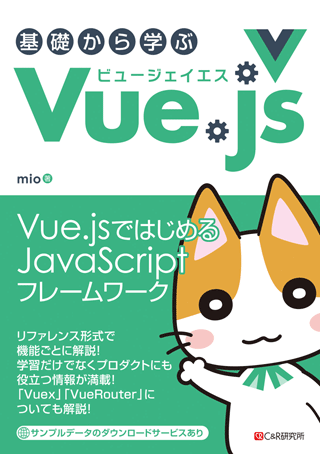 基礎から学ぶ
ビュージェイエス
Vue.js
mio 著
Vue.jsではじめる
JavaScript
フレームワーク
リファレンス形式で
機能ごとに解説!
学習だけでなくプロダクトにも
役立つ情報が満載!
「Vuex」「VueRouter」に
ついても解説!
サンプルデータのダウンロードサービスあり
C&R研究所